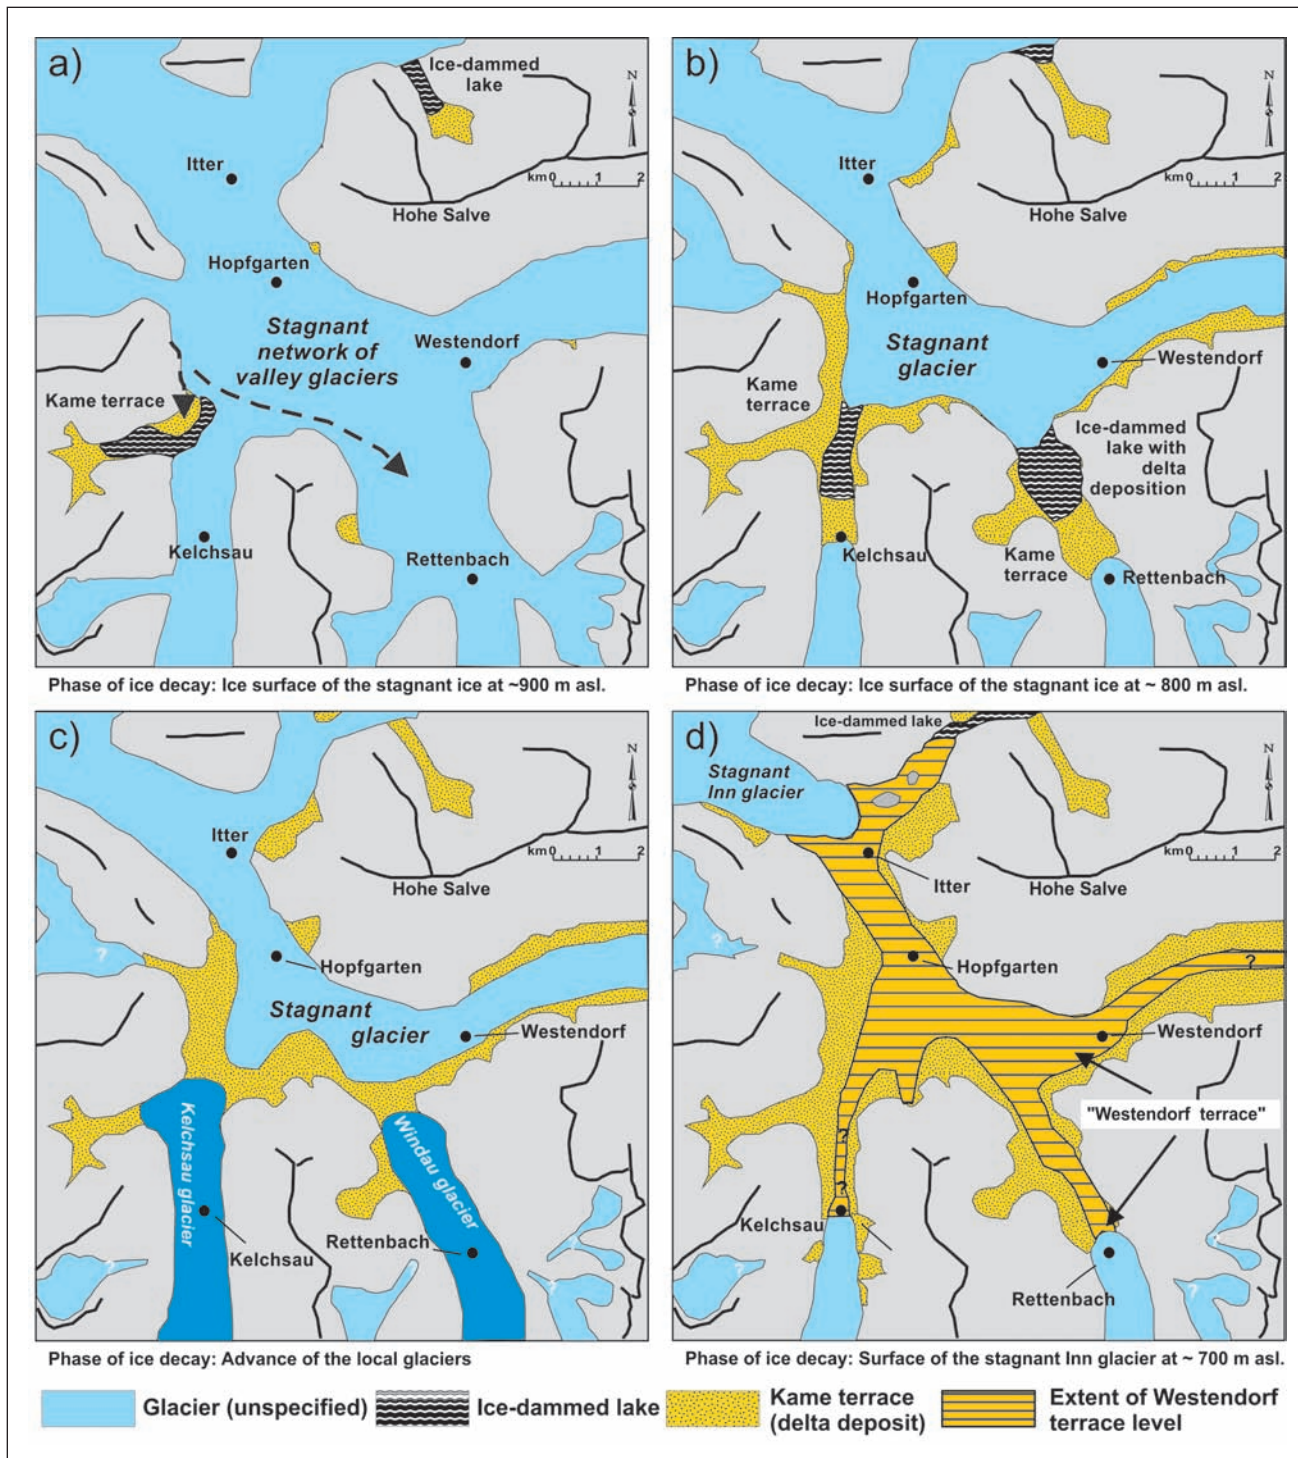 a)
Ice-dammed
lake
N
Itter
km 0 1 2
Hohe Salve
Hopfgarten
Stagnant
network of
valley glaciers
Westendorf
Kame terrace
Kelchsau
Rettenbach
Phase of ice decay: Ice surface of the stagnant ice at ~900 m asl.
b)
N
Itter
km 0 1 2
Hohe Salve
Hopfgarten
Stagnant
glacier
Westendorf
Kame
terrace
Ice-dammed
lake with
delta
deposition
Kelchsau
Kame
terrace
Rettenbach
Phase of ice decay: Ice surface of the stagnant ice at ~ 800 m asl.
c)
N
Itter
km 0 1 2
Hohe Salve
?
Hopfgarten
Stagnant
glacier
Westendorf
Kelchsau glacier
Windau glacier
Rettenbach
Kelchsau
?
?
?
?
Phase of ice decay: Advance of the local glaciers
d)
Ice-dammed lake
Stagnant
Inn glacier
N
Itter
km 0 1 2
Hohe Salve
?
Hopfgarten
?
Westendorf
"Westendorf terrace"
?
?
Kelchsau
?
?
?
Rettenbach
Phase of ice decay: Surface of the stagnant Inn glacier at ~ 700 m asl.
Glacier (unspecified)
Ice-dammed lake
Kame terrace
(delta deposit)
Extent of Westendorf
terrace level